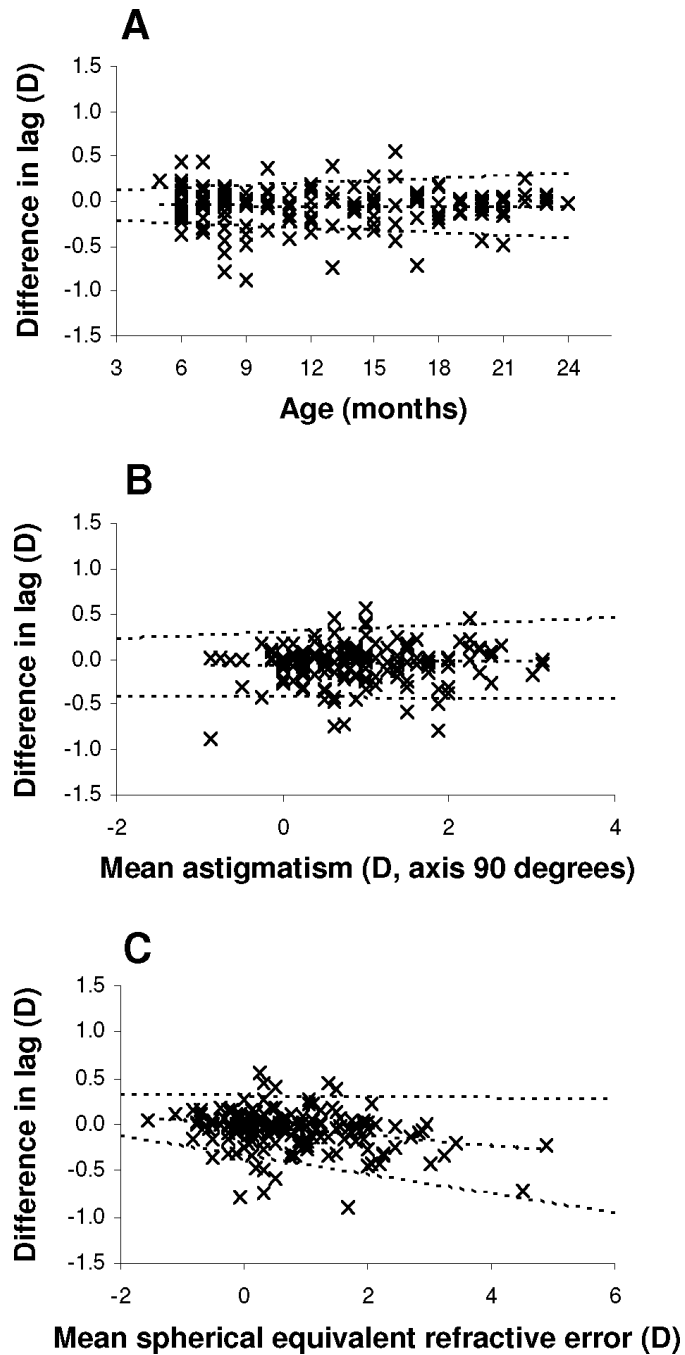 A
Difference in lag (D)
1.5
1.0
0.5
0.0
-0.5
-1.0
-1.5
3 6 9 12 15 18 21 24
Age (months)
B
Difference in lag (D)
1.5
1.0
0.5
0.0
-0.5
-1.0
-1.5
-2 0 2 4
Mean astigmatism (D, axis 90 degrees)
C
Difference in lag (D)
1.5
1.0
0.5
0.0
-0.5
-1.0
-1.5
-2 0 2 4 6
Mean spherical equivalent refractive error (D)